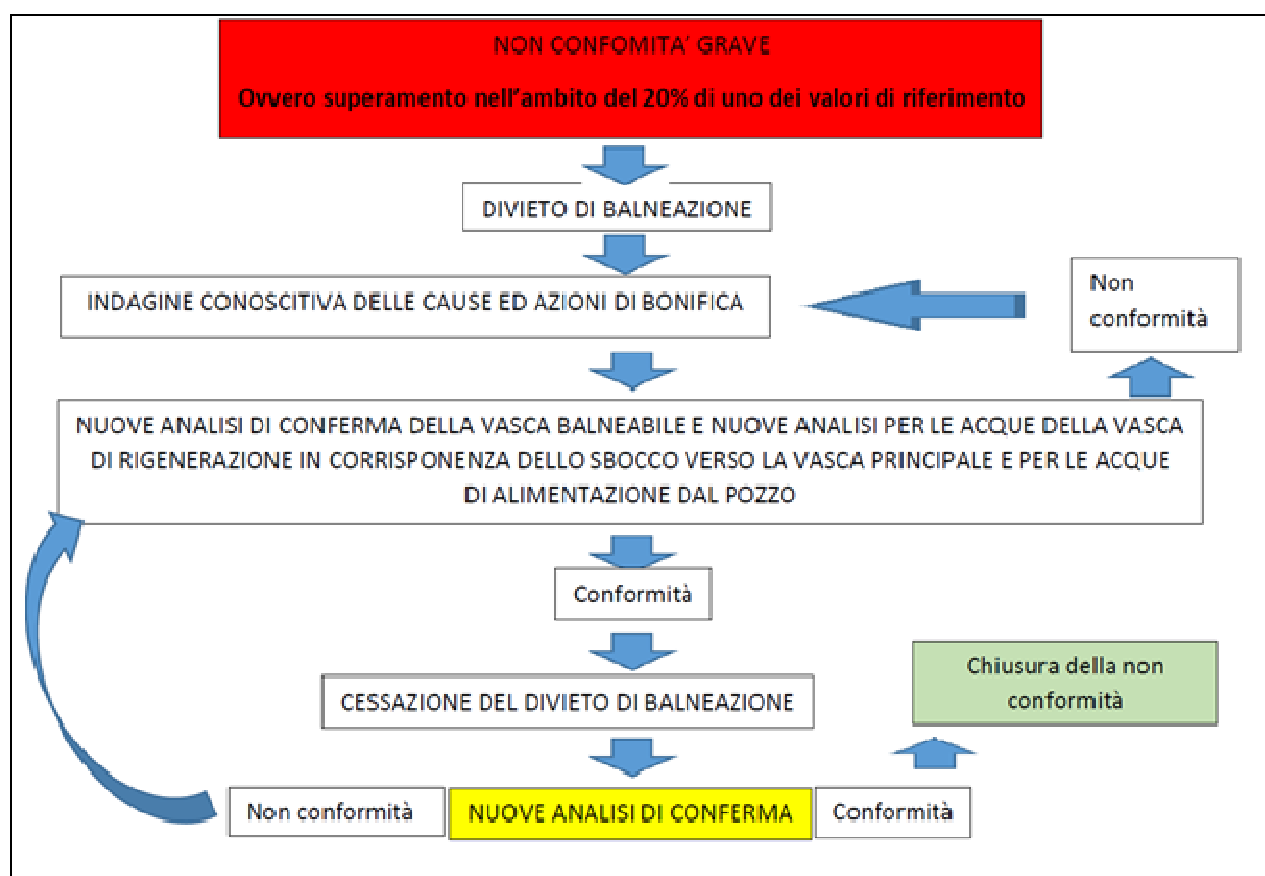 NON CONFOMITA' GRAVE
Ovvero superamento nell'ambito del 20% di uno dei valori di riferimento
DIVIETO DI BALNEAZIONE
INDAGINE CONOSCITIVA DELLE CAUSE ED AZIONI DI BONIFICA
Non
conformità
NUOVE ANALISI DI CONFERMA DELLA VASCA BALNEABILE E NUOVE ANALISI PER LE ACQUE DELLA VASCA
DI RIGENERAZIONE IN CORRISPONENZA DELLO SBOCCO VERSO LA VASCA PRINCIPALE E PER LE ACQUE
DI ALIMENTAZIONE DAL POZZO
Conformità
CESSAZIONE DEL DIVIETO DI BALNEAZIONE
Chiusura della non
conformità
Non conformità
NUOVE ANALISI DI CONFERMA
Conformità